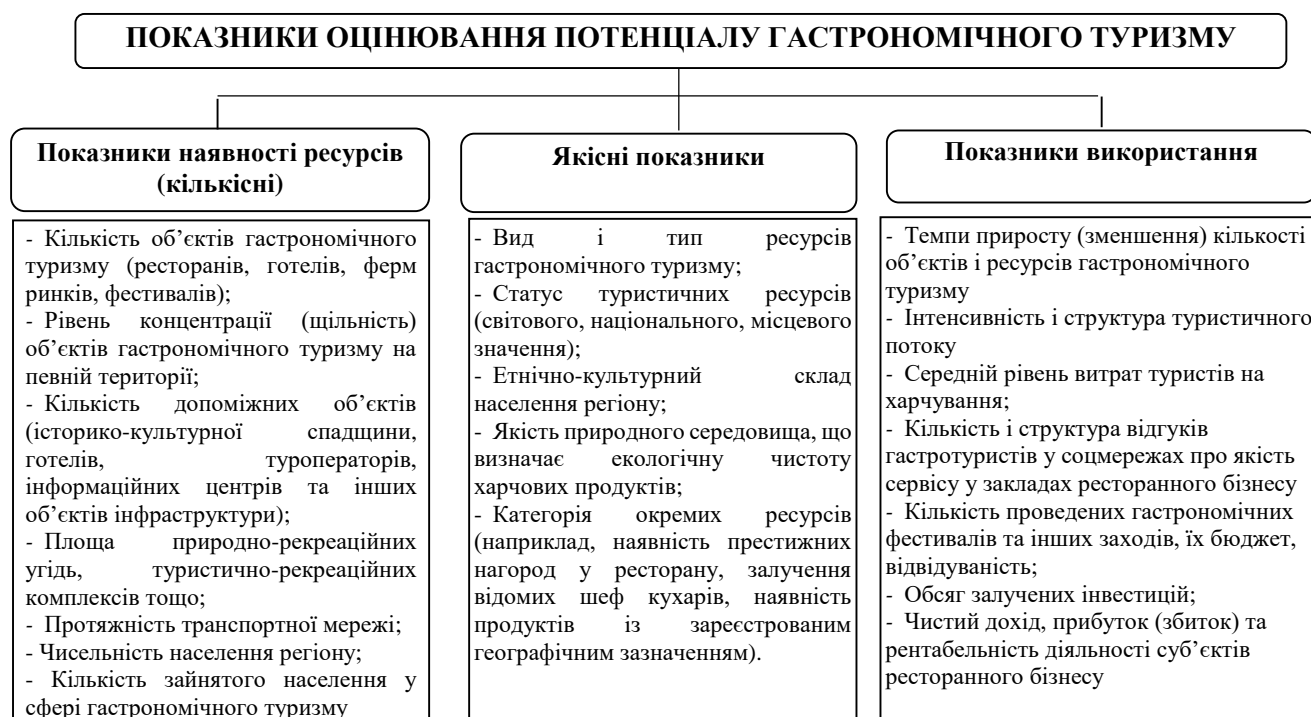 ПОКАЗНИКИ ОЦІНЮВАННЯ ПОТЕНЦІАЛУ ГАСТРОНОМІЧНОГО ТУРИЗМУ
Показники наявності ресурсів
(кількісні)
- Кількість об’єктів гастрономічного
туризму (ресторанів, готелів, ферм
ринків, фестивалів);
- Рівень концентрації (щільність)
об’єктів гастрономічного туризму на
певній території;
- Кількість допоміжних об’єктів
(історико-культурної спадщини,
готелів, туроператорів,
інформаційних центрів та інших
об’єктів інфраструктури);
- Площа природно-рекреаційних
угідь, туристично-рекреаційних
комплексів тощо;
- Протяжність транспортної мережі;
- Чисельність населення регіону;
- Кількість зайнятого населення у
сфері гастрономічного туризму
Якісні показники
- Вид і тип ресурсів
гастрономічного туризму;
- Статус туристичних ресурсів
(світового, національного, місцевого
значення);
- Етнічно-культурний склад
населення регіону;
- Якість природного середовища, що
визначає екологічну чистоту
харчових продуктів;
- Категорія окремих ресурсів
(наприклад, наявність престижних
нагород у ресторану, залучення
відомих шеф кухарів, наявність
продуктів із зареєстрованим
географічним зазначенням).
Показники використання
- Темпи приросту (зменшення) кількості
об’єктів і ресурсів гастрономічного
туризму
- Інтенсивність і структура туристичного
потоку
- Середній рівень витрат туристів на
харчування;
- Кількість і структура відгуків
гастротуристів у соцмережах про якість
сервісу у закладах ресторанного бізнесу
- Кількість проведених гастрономічних
фестивалів та інших заходів, їх бюджет,
відвідуваність;
- Обсяг залучених інвестицій;
- Чистий дохід, прибуток (збиток) та
рентабельність діяльності суб’єктів
ресторанного бізнесу